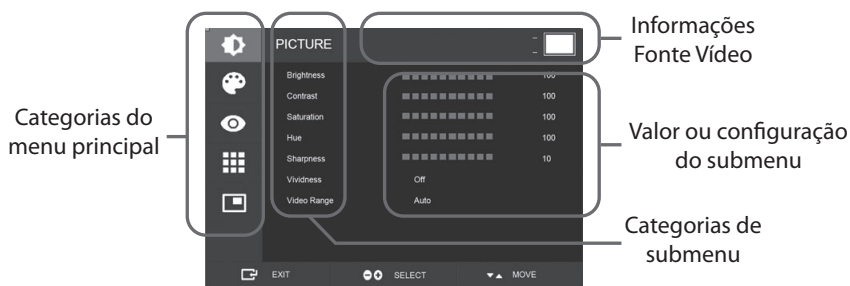 Informações
Fonte Vídeo
PICTURE
Brightness 100
Contrast 100
Saturation 100
Hue 100
Sharpness 10
Vividness Off
Video Range Auto
Categorias do
menu principal
Valor ou configuração
do submenu
Categorias de
submenu
EXIT SELECT MOVE